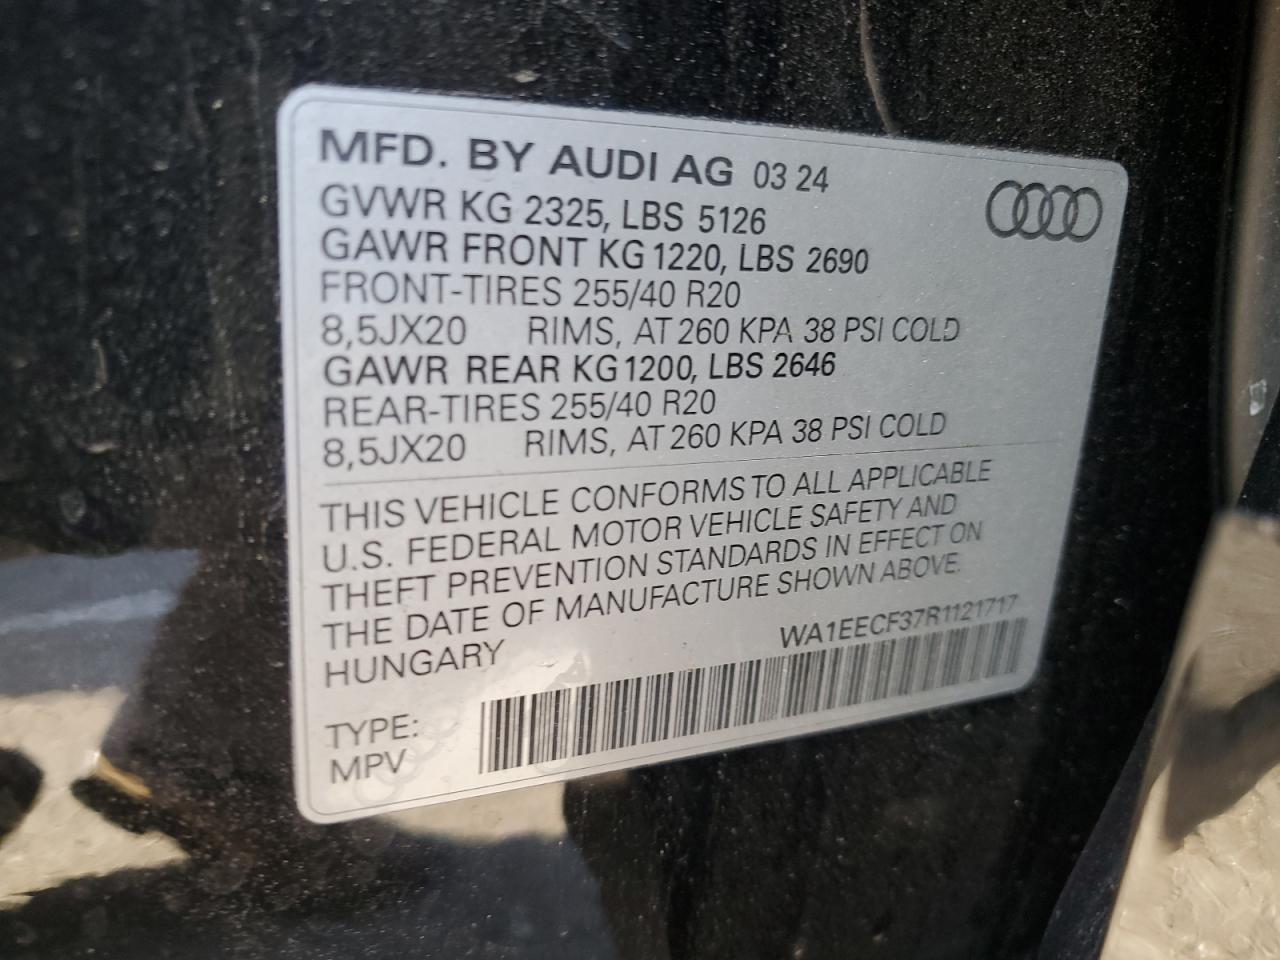 MFD. BY AUDI AG 03 24
GVWR KG 2325, LBS 5126
GAWR FRONT KG 1220, LBS 2690
FRONT-TIRES 255/40 R20
8,5JX20 RIMS, AT 260 KPA 38 PSI COLD
GAWR REAR KG 1200, LBS 2646
REAR-TIRES 255/40 R20
8,5JX20 RIMS, AT 260 KPA 38 PSI COLD
THIS VEHICLE CONFORMS TO ALL APPLICABLE
U.S. FEDERAL MOTOR VEHICLE SAFETY AND
THEFT PREVENTION STANDARDS IN EFFECT ON
THE DATE OF MANUFACTURE SHOWN ABOVE.
HUNGARY
WA1EECF37R1121717
TYPE:
MPV